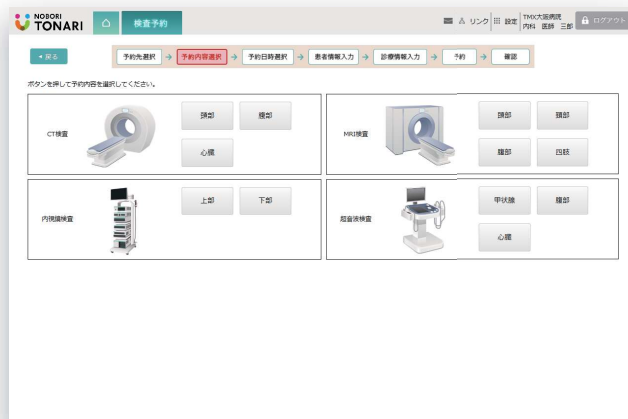 NOBORI
TONARI
検査予約
リンク
設定
TMX大阪病院
内科 医師 三郎
ログアウト
戻る
予約先選択
予約内容選択
予約日時選択
患者情報入力
診療情報入力
予約
確認
ボタンを押して予約内容を選択してください。
CT検査
頭部
腹部
心臓
MRI検査
頭部
頚部
腹部
四肢
内視鏡検査
上部
下部
超音波検査
甲状腺
腹部
心臓